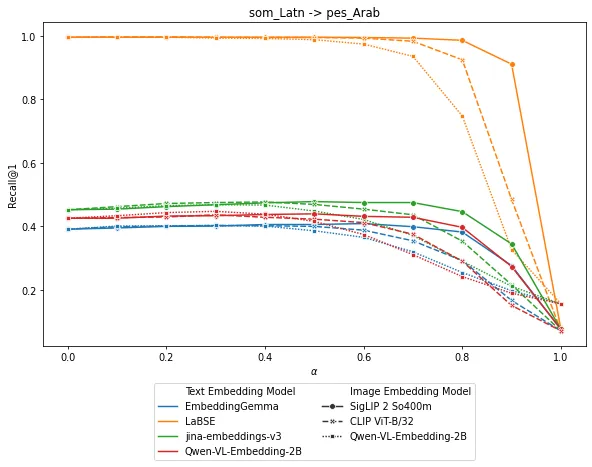 som_Latn -> pes_Arab
Recall@1
1.0
0.8
0.6
0.4
0.2
0.0 0.2 0.4 0.6 0.8 1.0
α
Text Embedding Model
EmbeddingGemma
LaBSE
jina-embeddings-v3
Qwen-VL-Embedding-2B
Image Embedding Model
SigLIP 2 So400m
CLIP ViT-B/32
Qwen-VL-Embedding-2B